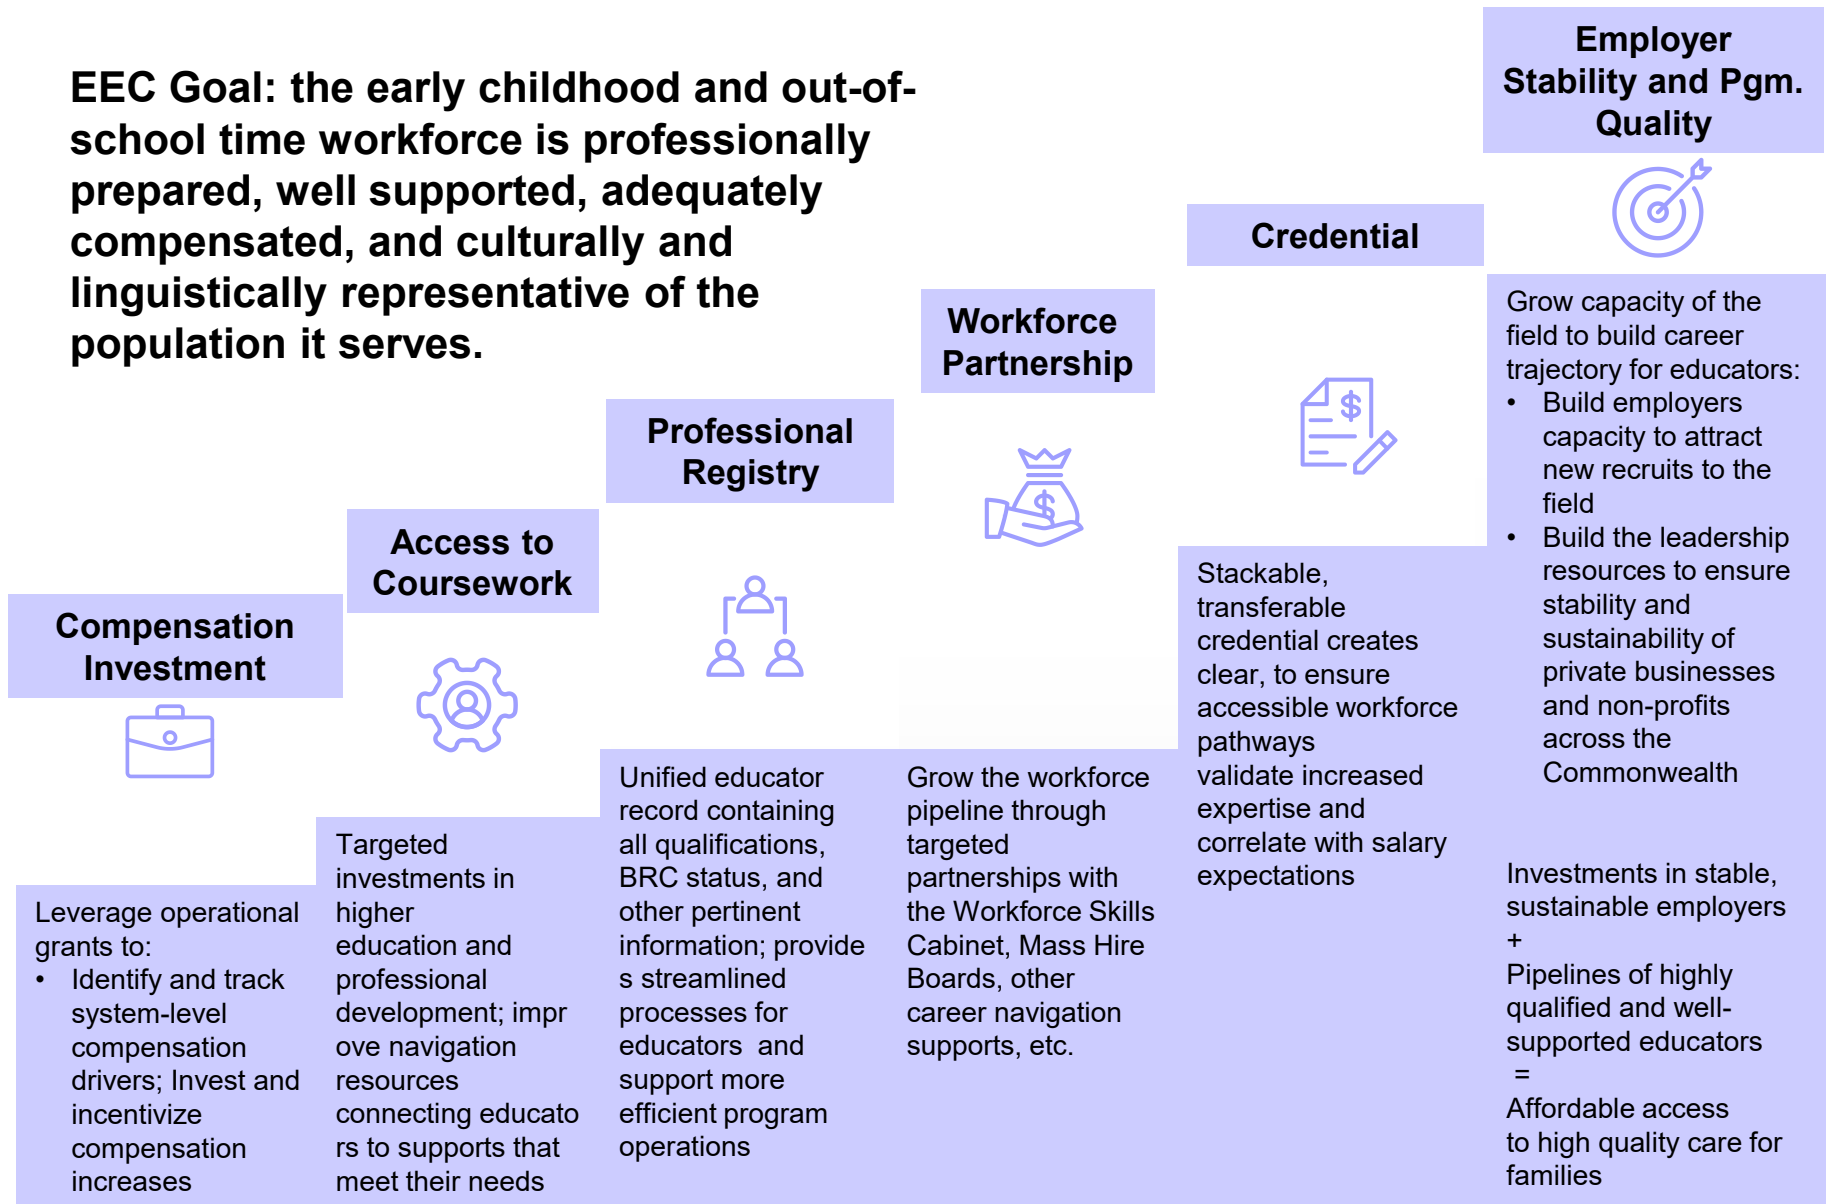 EEC Goal: the early childhood and out-of-
school time workforce is professionally
prepared, well supported, adequately
compensated, and culturally and
linguistically representative of the
population it serves.
Compensation
Investment
Leverage operational
grants to:
• Identify and track
system-level
compensation
drivers; Invest and
incentivize
compensation
increases
Access to
Coursework
Targeted
investments in
higher
education and
professional
development; impr
ove navigation
resources
connecting educato
rs to supports that
meet their needs
Professional
Registry
Unified educator
record containing
all qualifications,
BRC status, and
other pertinent
information; provide
s streamlined
processes for
educators and
support more
efficient program
operations
Workforce
Partnership
Grow the workforce
pipeline through
targeted
partnerships with
the Workforce Skills
Cabinet, Mass Hire
Boards, other
career navigation
supports, etc.
Credential
Stackable,
transferable
credential creates
clear, to ensure
accessible workforce
pathways
validate increased
expertise and
correlate with salary
expectations
Employer
Stability and Pgm.
Quality
Grow capacity of the
field to build career
trajectory for educators:
• Build employers
capacity to attract
new recruits to the
field
• Build the leadership
resources to ensure
stability and
sustainability of
private businesses
and non-profits
across the
Commonwealth
Investments in stable,
sustainable employers
+
Pipelines of highly
qualified and well-
supported educators
=
Affordable access
to high quality care for
families